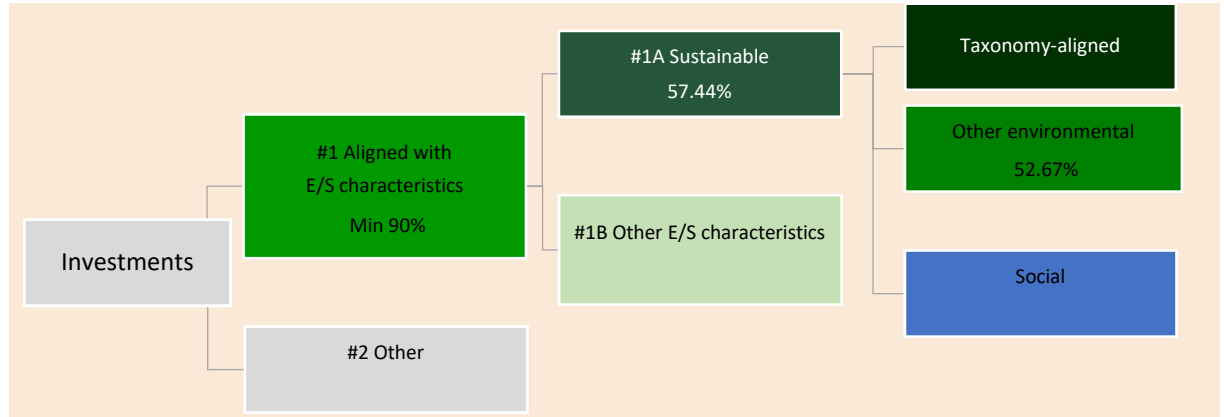 Investments
#1 Aligned with
E/S characteristics
Min 90%
#2 Other
#1A Sustainable
57.44%
#1B Other E/S characteristics
Taxonomy-aligned
Other environmental
52.67%
Social